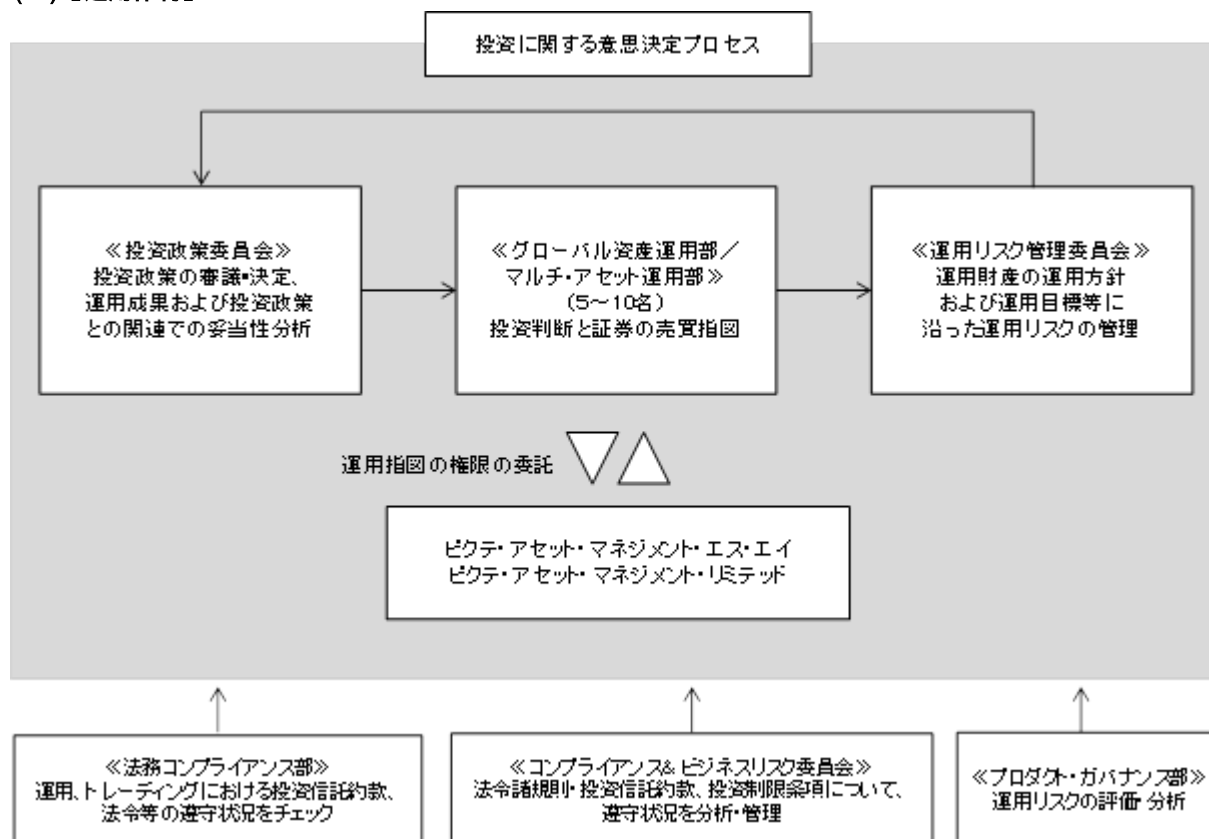 投資に関する意思決定プロセス
≪投資政策委員会≫
投資政策の審議・決定、
運用成果および投資政策
との関連での妥当性分析
≪グローバル資産運用部／
マルチ・アセット運用部≫
(5～10名)
投資判断と証券の売買指図
≪運用リスク管理委員会≫
運用財産の運用方針
および運用目標等に
沿った運用リスクの管理
運用指図の権限の委託
ピクテ・アセット・マネジメント・エス・エイ
ピクテ・アセット・マネジメント・リミテッド
≪法務コンプライアンス部≫
運用、トレーディングにおける投資信託約款、
法令等の遵守状況をチェック
≪コンプライアンス& ビジネスリスク委員会≫
法令諸規則・投資信託約款、投資制限条項について、
遵守状況を分析・管理
≪プロダクト・ガバナンス部≫
運用リスクの評価・分析